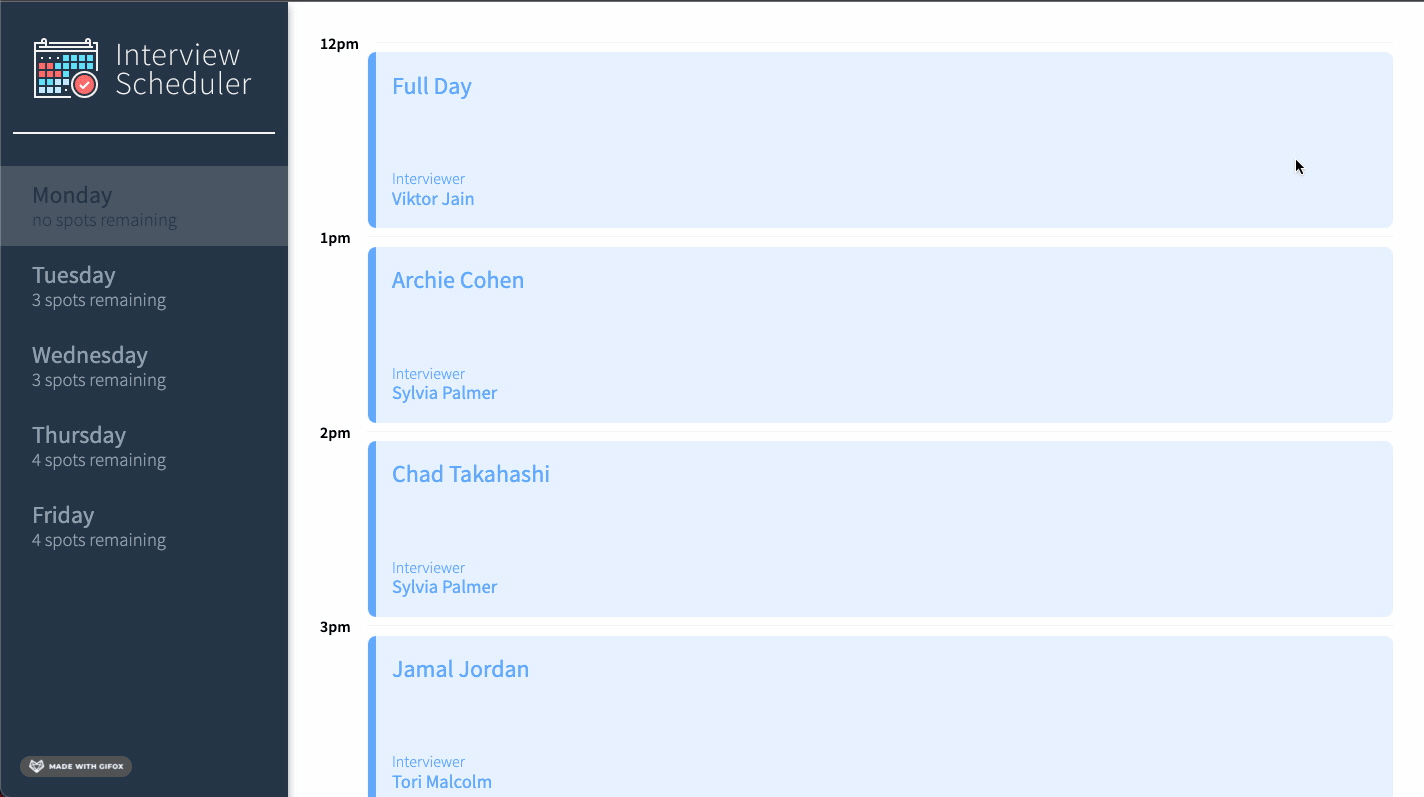 Interview
Scheduler
Monday
no spots remaining
Tuesday
3 spots remaining
Wednesday
3 spots remaining
Thursday
4 spots remaining
Friday
4 spots remaining
MADE WITH GIFOX
12pm
Full Day
Interviewer
Viktor Jain
1pm
Archie Cohen
Interviewer
Sylvia Palmer
2pm
Chad Takahashi
Interviewer
Sylvia Palmer
3pm
Jamal Jordan
Interviewer
Tori Malcolm